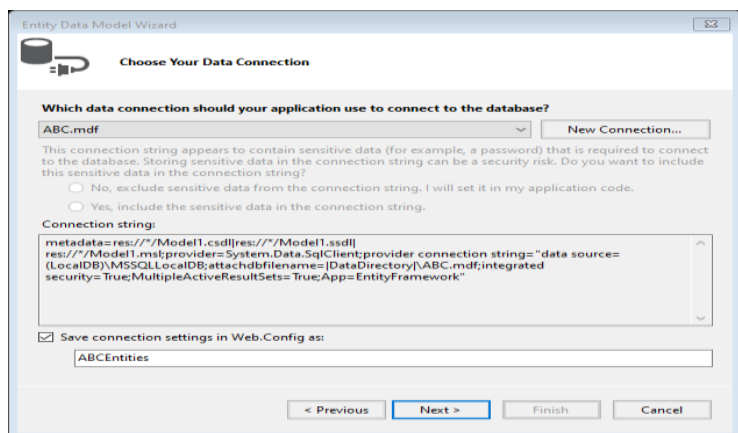 Entity Data Model Wizard
Choose Your Data Connection
Which data connection should your application use to connect to the database?
ABC.mdf
New Connection...
This connection string appears to contain sensitive data (for example, a password) that is required to connect
to the database. Storing sensitive data in the connection string can be a security risk. Do you want to include
this sensitive data in the connection string?
No, exclude sensitive data from the connection string. I will set it in my application code.
Yes, include the sensitive data in the connection string.
Connection string:
metadata=res://*/Model1.csdl|res://*/Model1.ssdl|
res://*/Model1.msl;provider=System.Data.SqlClient;provider connection string="data source=
(LocalDB)\MSSQLLocalDB;attachdbfilename=|DataDirectory|\ABC.mdf;integrated
security=True;MultipleActiveResultSets=True;App=EntityFramework"
Save connection settings in Web.Config as:
ABCEntities
< Previous
Next >
Finish
Cancel